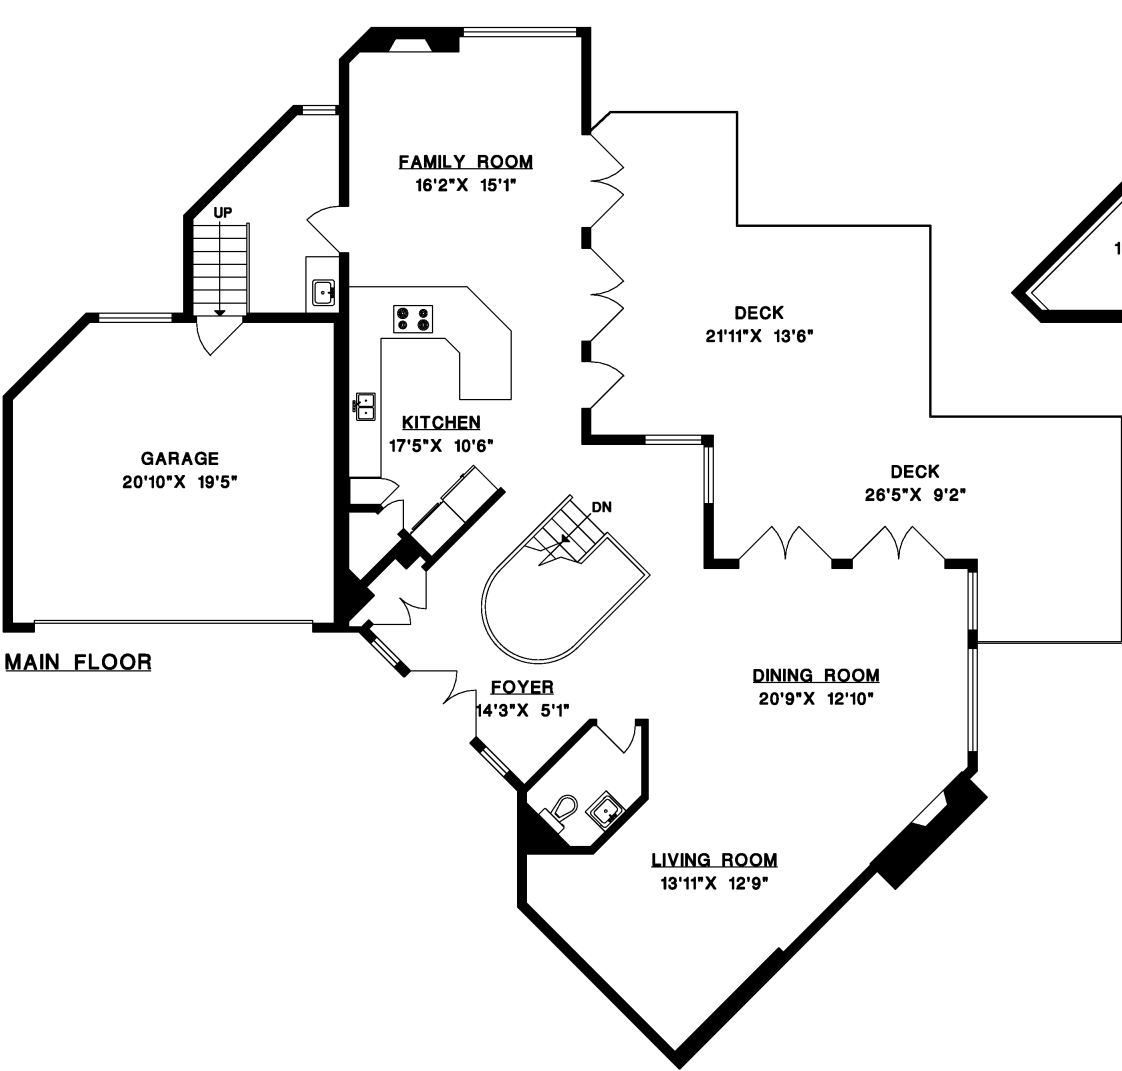 FAMILY ROOM
16'2"X 15'1"
UP
DECK
21'11"X 13'6"
KITCHEN
17'5"X 10'6"
GARAGE
20'10"X 19'5"
DECK
26'5"X 9'2"
DN
MAIN FLOOR
FOYER
14'3"X 5'1"
DINING ROOM
20'9"X 12'10"
LIVING ROOM
13'11"X 12'9"
1